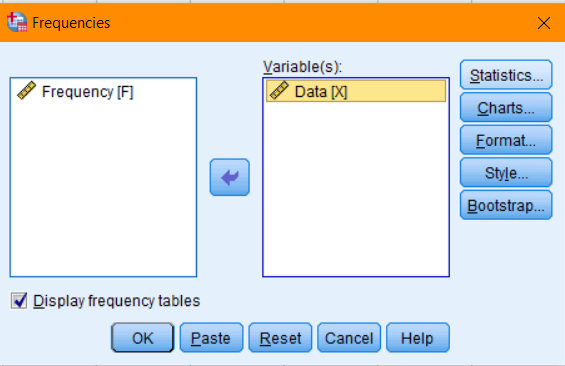 Frequencies
Variable(s):
Frequency [F]
Data [X]
Statistics...
Charts...
Format...
Style...
Bootstrap...
Display frequency tables
OK Paste Reset Cancel Help